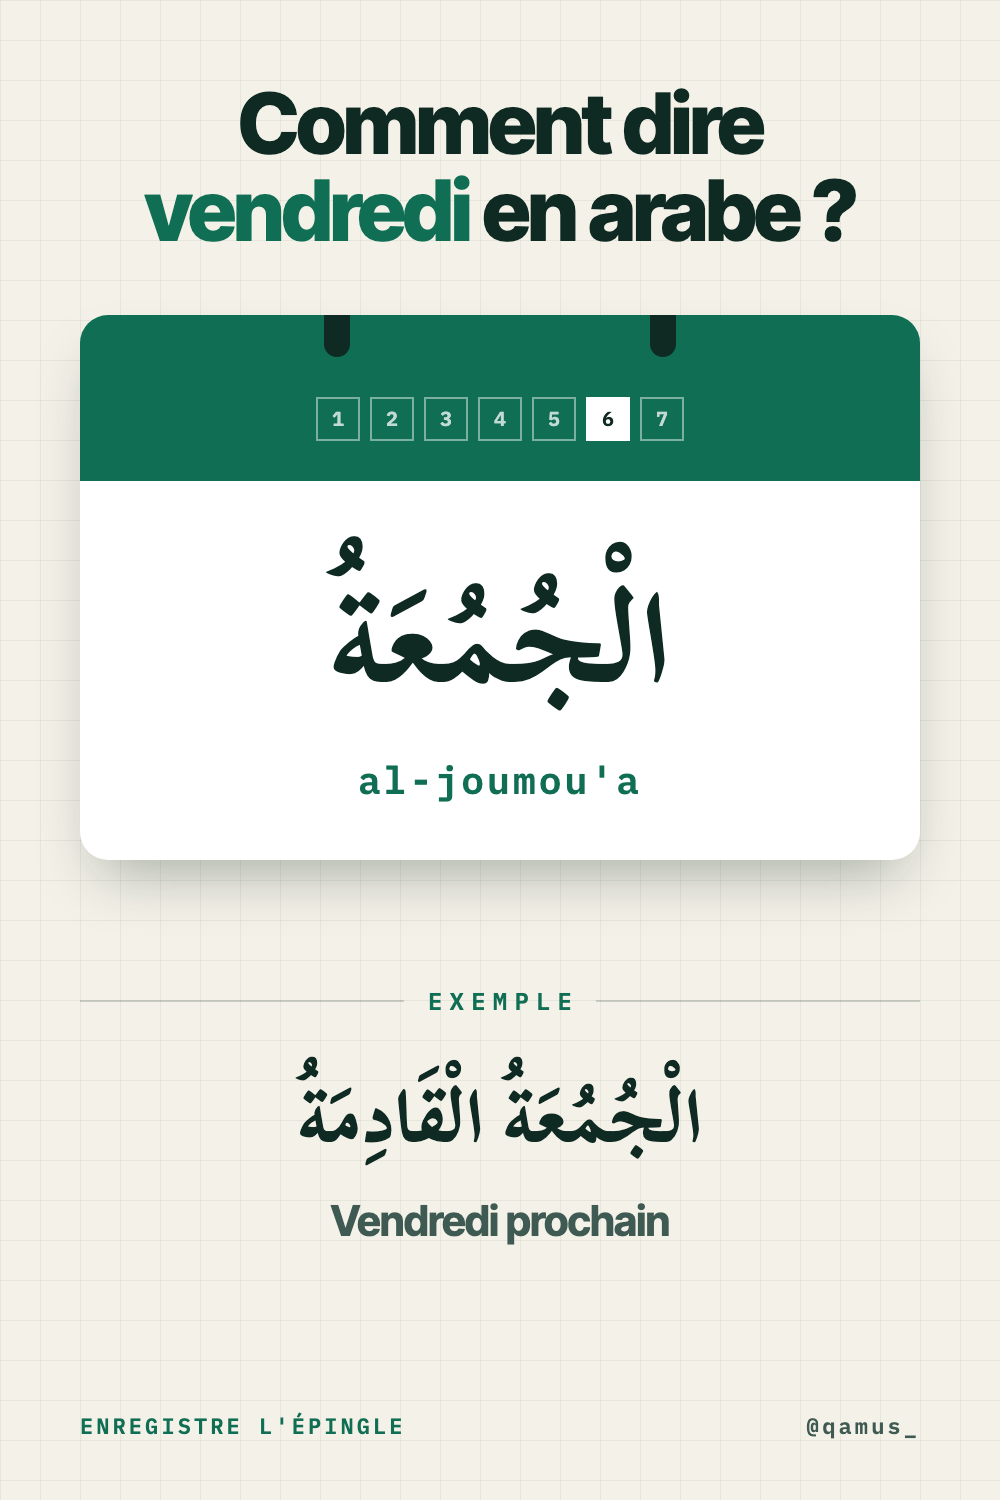 Comment dire
vendredi en arabe ?
1 2 3 4 5 6 7
الْجُمُعَةُ
al-joumou'a
EXEMPLE
الْجُمُعَةُ الْقَادِمَةُ
Vendredi prochain
ENREGISTRE L'ÉPINGLE
@qamus_